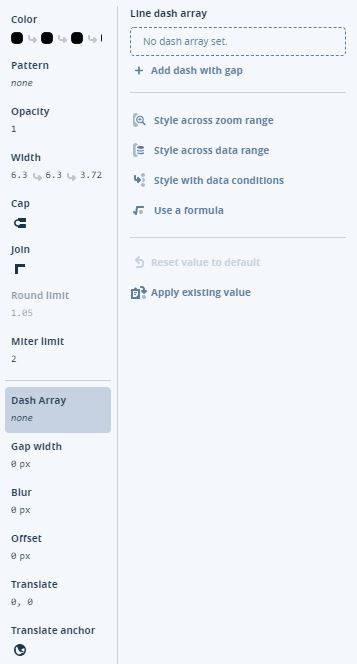 Color
Pattern
none
Opacity
1
Width
6.3 6.3 3.72
Cap
Join
Round limit
1.05
Miter limit
2
Dash Array
none
Gap width
0 px
Blur
0 px
Offset
0 px
Translate
0, 0
Translate anchor
Line dash array
No dash array set.
+ Add dash with gap
Style across zoom range
Style across data range
Style with data conditions
Use a formula
Reset value to default
Apply existing value